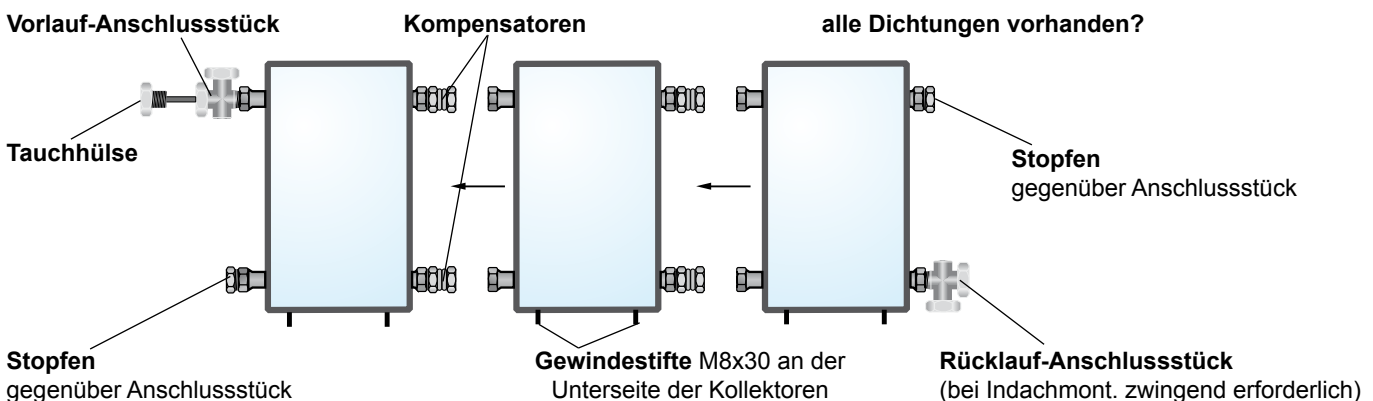 Vorlauf-Anschlussstück
Kompensatoren
alle Dichtungen vorhanden?
Tauchhülse
Stopfen
gegenüber Anschlussstück
Stopfen
gegenüber Anschlussstück
Gewindestifte M8x30 an der
Unterseite der Kollektoren
Rücklauf-Anschlussstück
(bei Indachmont. zwingend erforderlich)